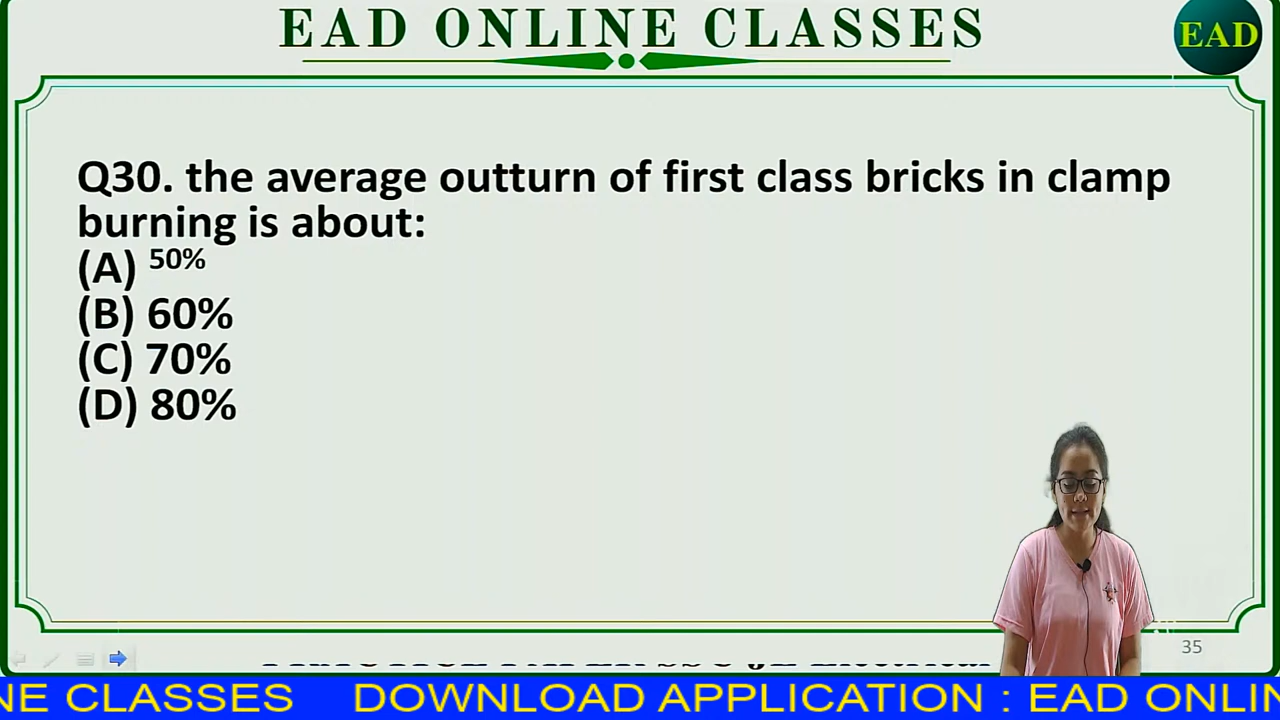 EAD ONLINE CLASSES
EAD
Q30. the average outturn of first class bricks in clamp
burning is about:
(A) 50%
(B) 60%
(C) 70%
(D) 80%
35
NE CLASSES DOWNLOAD APPLICATION : EAD ONLIN